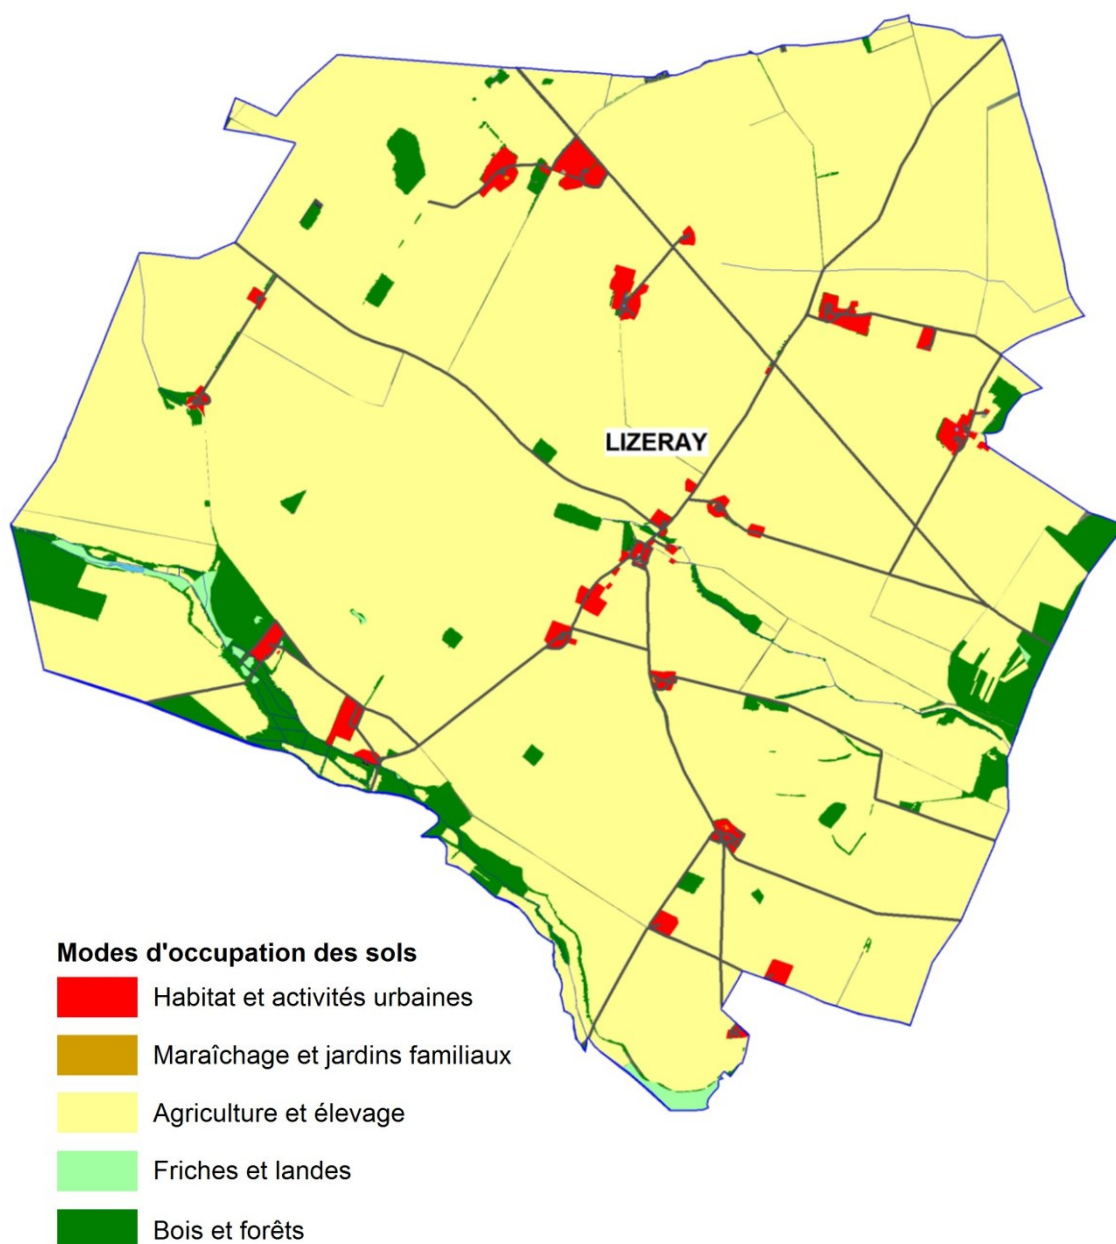 LIZERAY
Modes d'occupation des sols
Habitat et activités urbaines
Maraîchage et jardins familiaux
Agriculture et élevage
Friches et landes
Bois et forêts